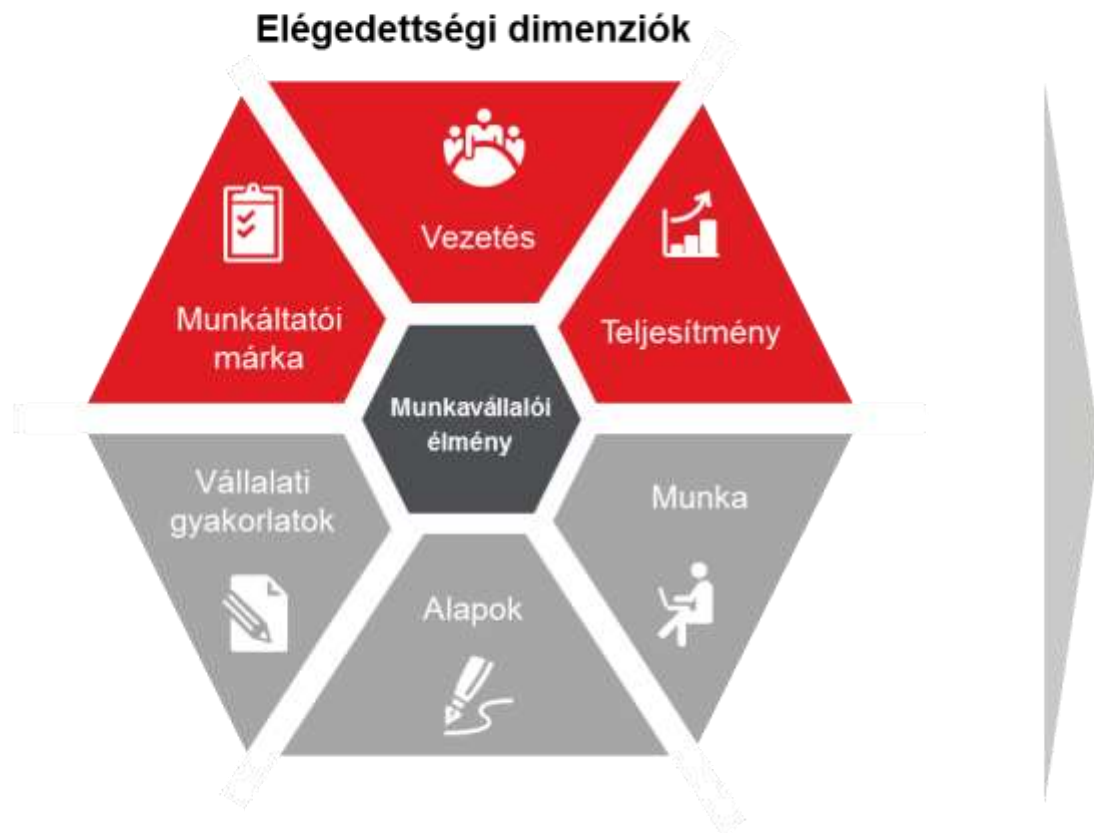 Elégedettségi dimenziók
Vezetés
Munkáltatói
márka
Teljesítmény
Munkavállalói
élmény
Vállalati
gyakorlatok
Munka
Alapok